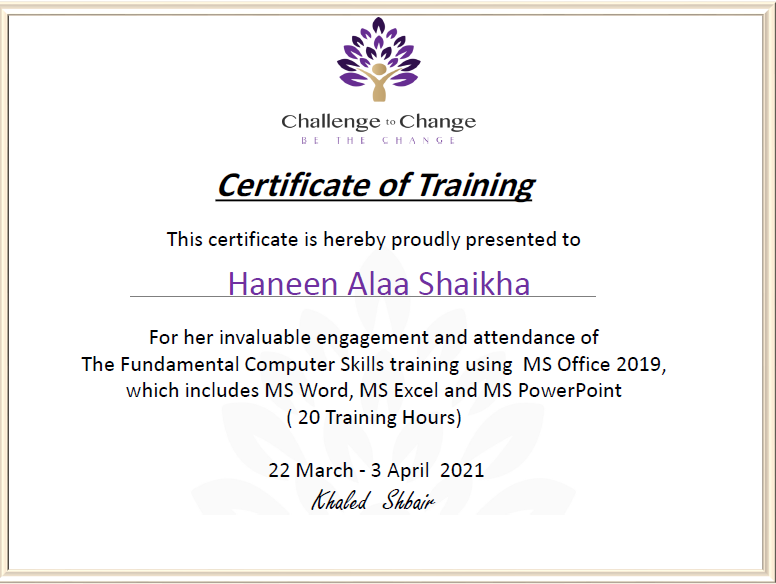 Challenge to Change
BE THE CHANGE
Certificate of Training
This certificate is hereby proudly presented to
Haneen Alaa Shaikha
For her invaluable engagement and attendance of
The Fundamental Computer Skills training using MS Office 2019,
which includes MS Word, MS Excel and MS PowerPoint
( 20 Training Hours)
22 March - 3 April 2021
Khaled Shbair